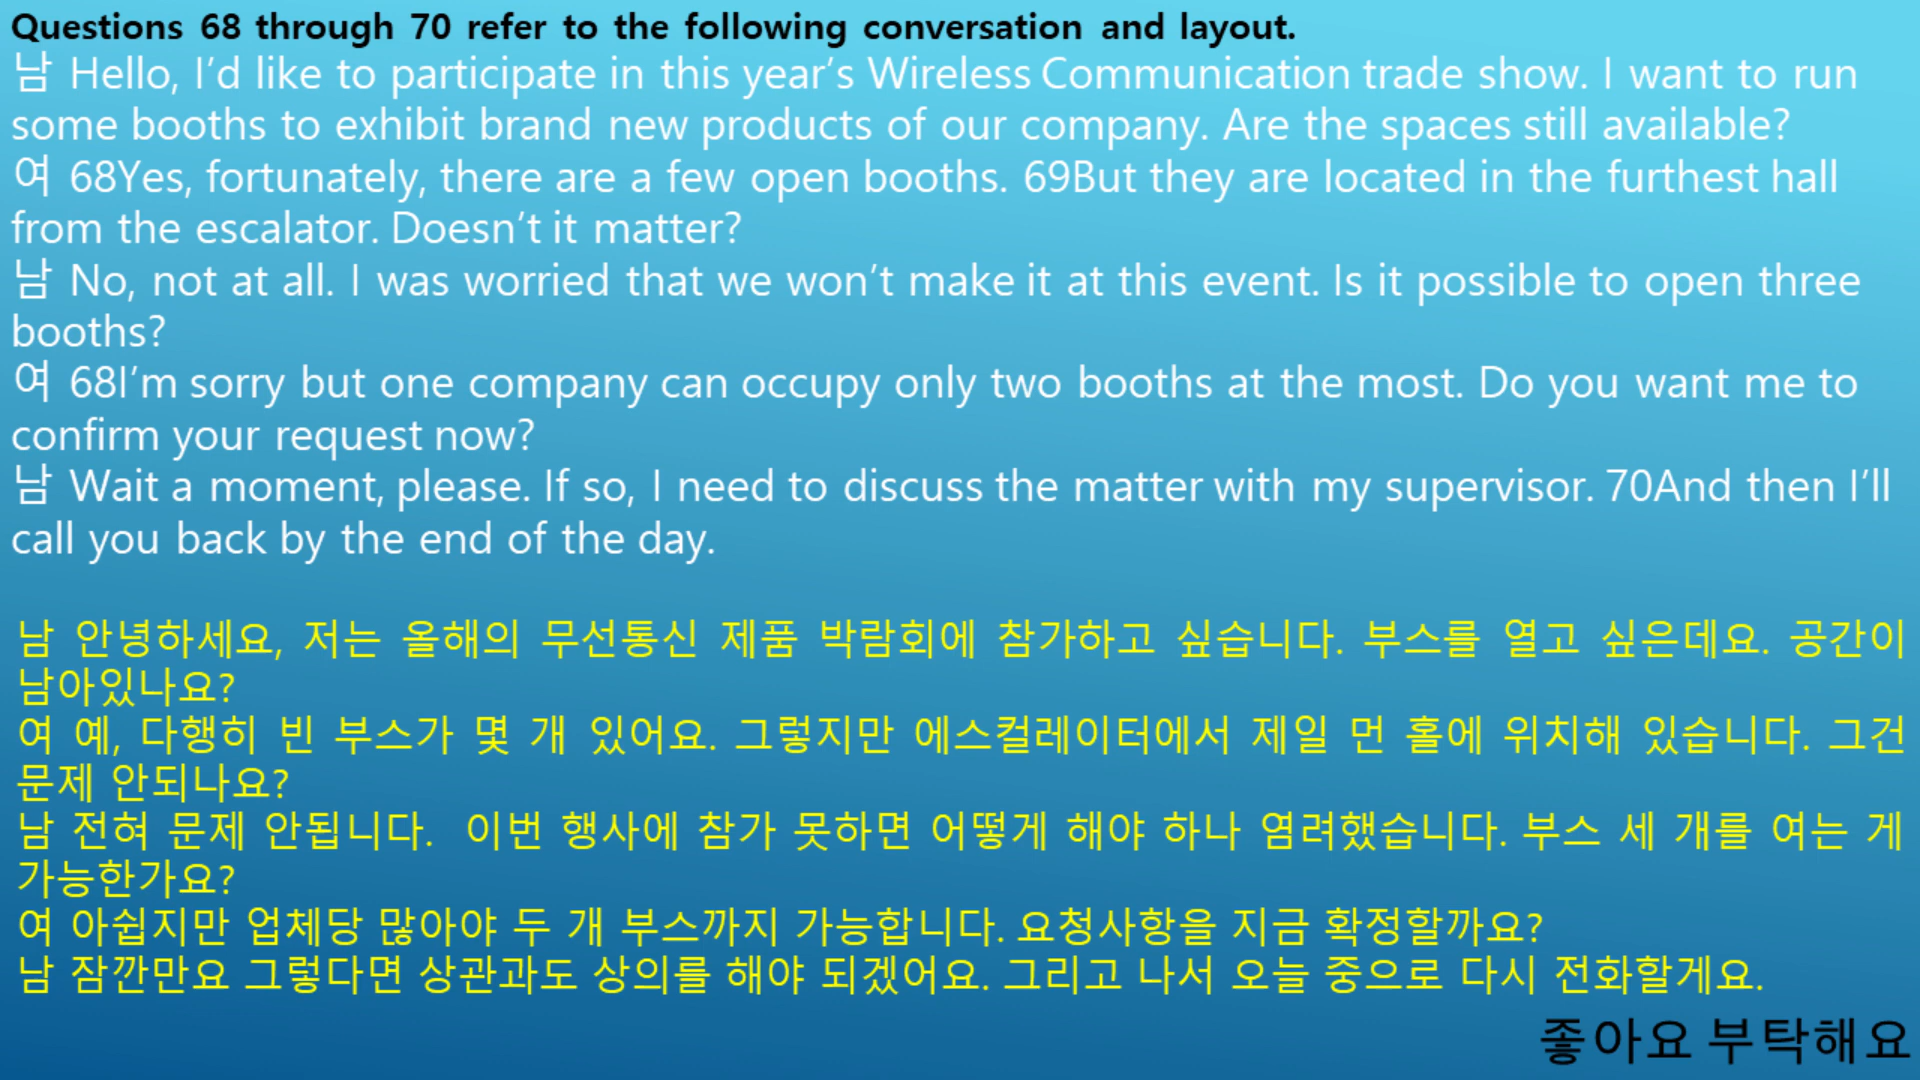 Questions 68 through 70 refer to the following conversation and layout.
남 Hello, I’d like to participate in this year’s Wireless Communication trade show. I want to run
some booths to exhibit brand new products of our company. Are the spaces still available?
여 68Yes, fortunately, there are a few open booths. 69But they are located in the furthest hall
from the escalator. Doesn’t it matter?
남 No, not at all. I was worried that we won’t make it at this event. Is it possible to open three
booths?
여 68I’m sorry but one company can occupy only two booths at the most. Do you want me to
confirm your request now?
남 Wait a moment, please. If so, I need to discuss the matter with my supervisor. 70And then I’ll
call you back by the end of the day.
남 안녕하세요, 저는 올해의 무선통신 제품 박람회에 참가하고 싶습니다. 부스를 열고 싶은데요. 공간이
남아있나요?
여 예, 다행히 빈 부스가 몇 개 있어요. 그렇지만 에스컬레이터에서 제일 먼 홀에 위치해 있습니다. 그건
문제 안되나요?
남 전혀 문제 안됩니다. 이번 행사에 참가 못하면 어떻게 해야 하나 염려했습니다. 부스 세 개를 여는 게
가능한가요?
여 아쉽지만 업체당 많아야 두 개 부스까지 가능합니다. 요청사항을 지금 확정할까요?
남 잠깐만요 그렇다면 상관과도 상의를 해야 되겠어요. 그리고 나서 오늘 중으로 다시 전화할게요.
좋아요 부탁해요